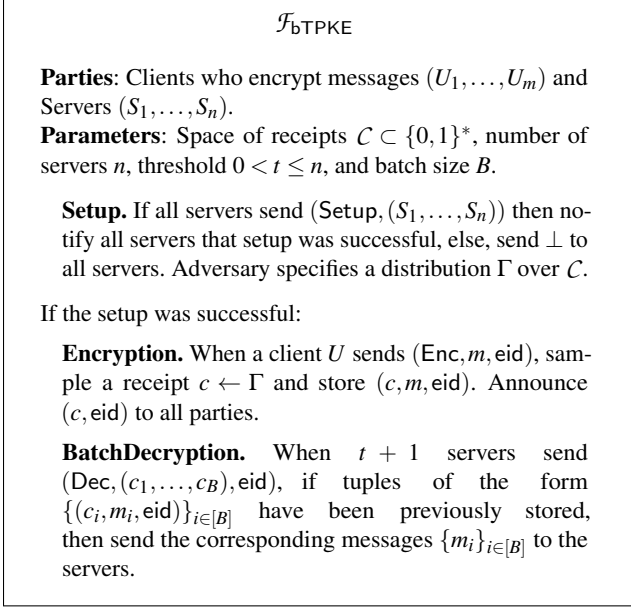 ℱbTPKE
Parties: Clients who encrypt messages (U₁,…,Uₘ) and
Servers (S₁,…,Sₙ).
Parameters: Space of receipts 𝒞 ⊂ {0,1}*, number of
servers n, threshold 0 < t ≤ n, and batch size B.
Setup. If all servers send (Setup,(S₁,…,Sₙ)) then no-
tify all servers that setup was successful, else, send ⊥ to
all servers. Adversary specifies a distribution Γ over 𝒞.
If the setup was successful:
Encryption. When a client U sends (Enc,m,eid), sam-
ple a receipt c ← Γ and store (c,m,eid). Announce
(c,eid) to all parties.
BatchDecryption. When t + 1 servers send
(Dec,(c₁,…,c_B),eid), if tuples of the form
{(cᵢ,mᵢ,eid)}ᵢ∈[B] have been previously stored,
then send the corresponding messages {mᵢ}ᵢ∈[B] to the
servers.